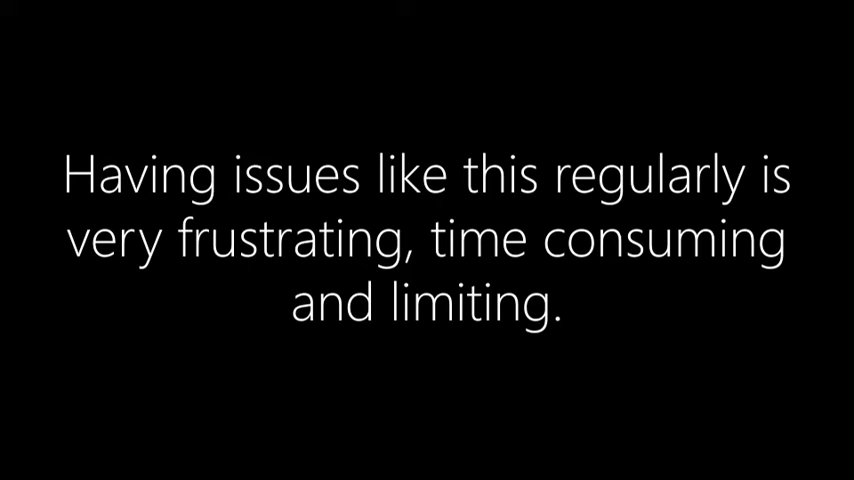 Having issues like this regularly is
very frustrating, time consuming
and limiting.